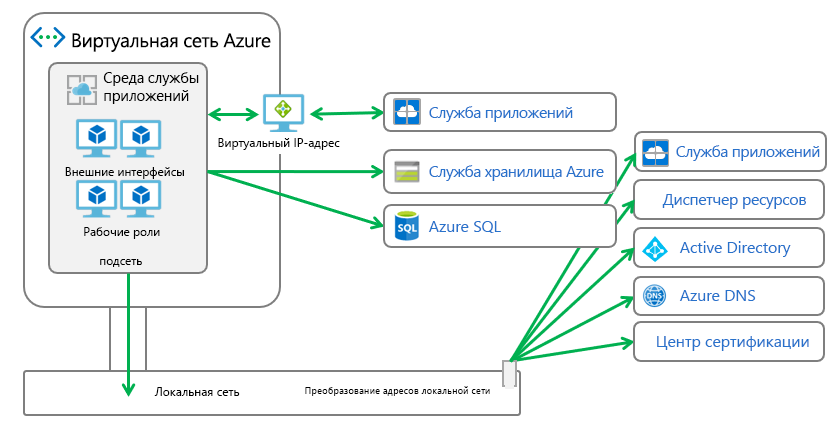 Виртуальная сеть Azure
Среда службы
приложений
Внешние интерфейсы
Рабочие роли
подсеть
Виртуальный IP-адрес
Служба приложений
Служба хранилища Azure
SQL
Azure SQL
Служба приложений
Диспетчер ресурсов
Active Directory
DNS
Azure DNS
Центр сертификации
Локальная сеть
Преобразование адресов локальной сети